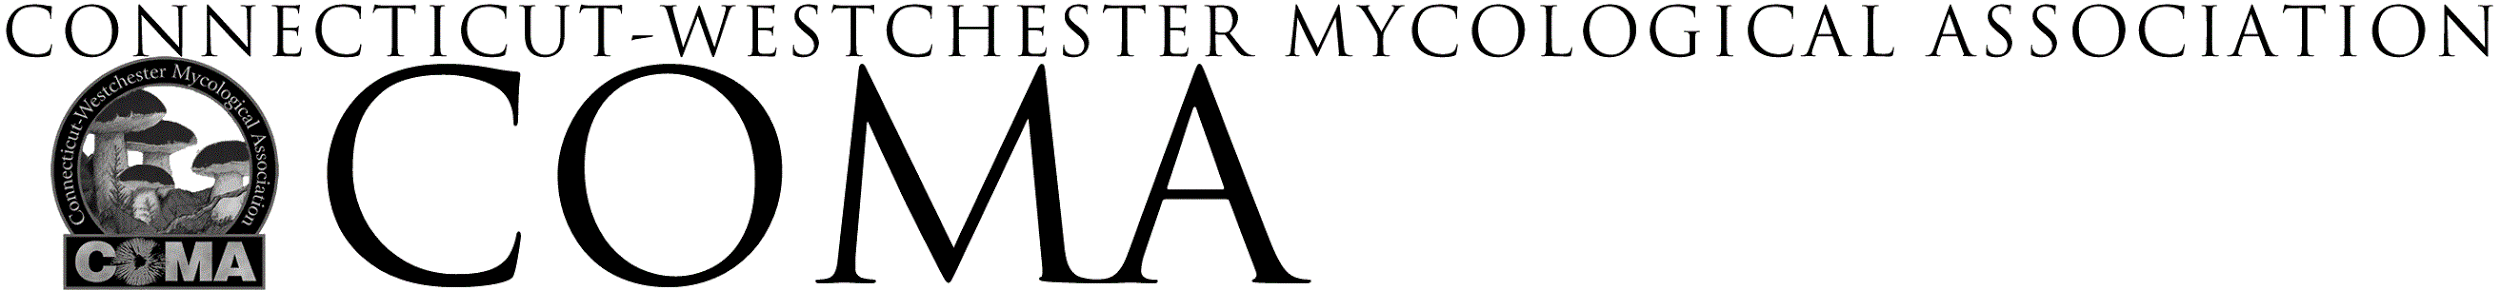 CONNECTICUT-WESTCHESTER MYCOLOGICAL ASSOCIATION
Connecticut-Westchester Mycological Association
COMA
COMA